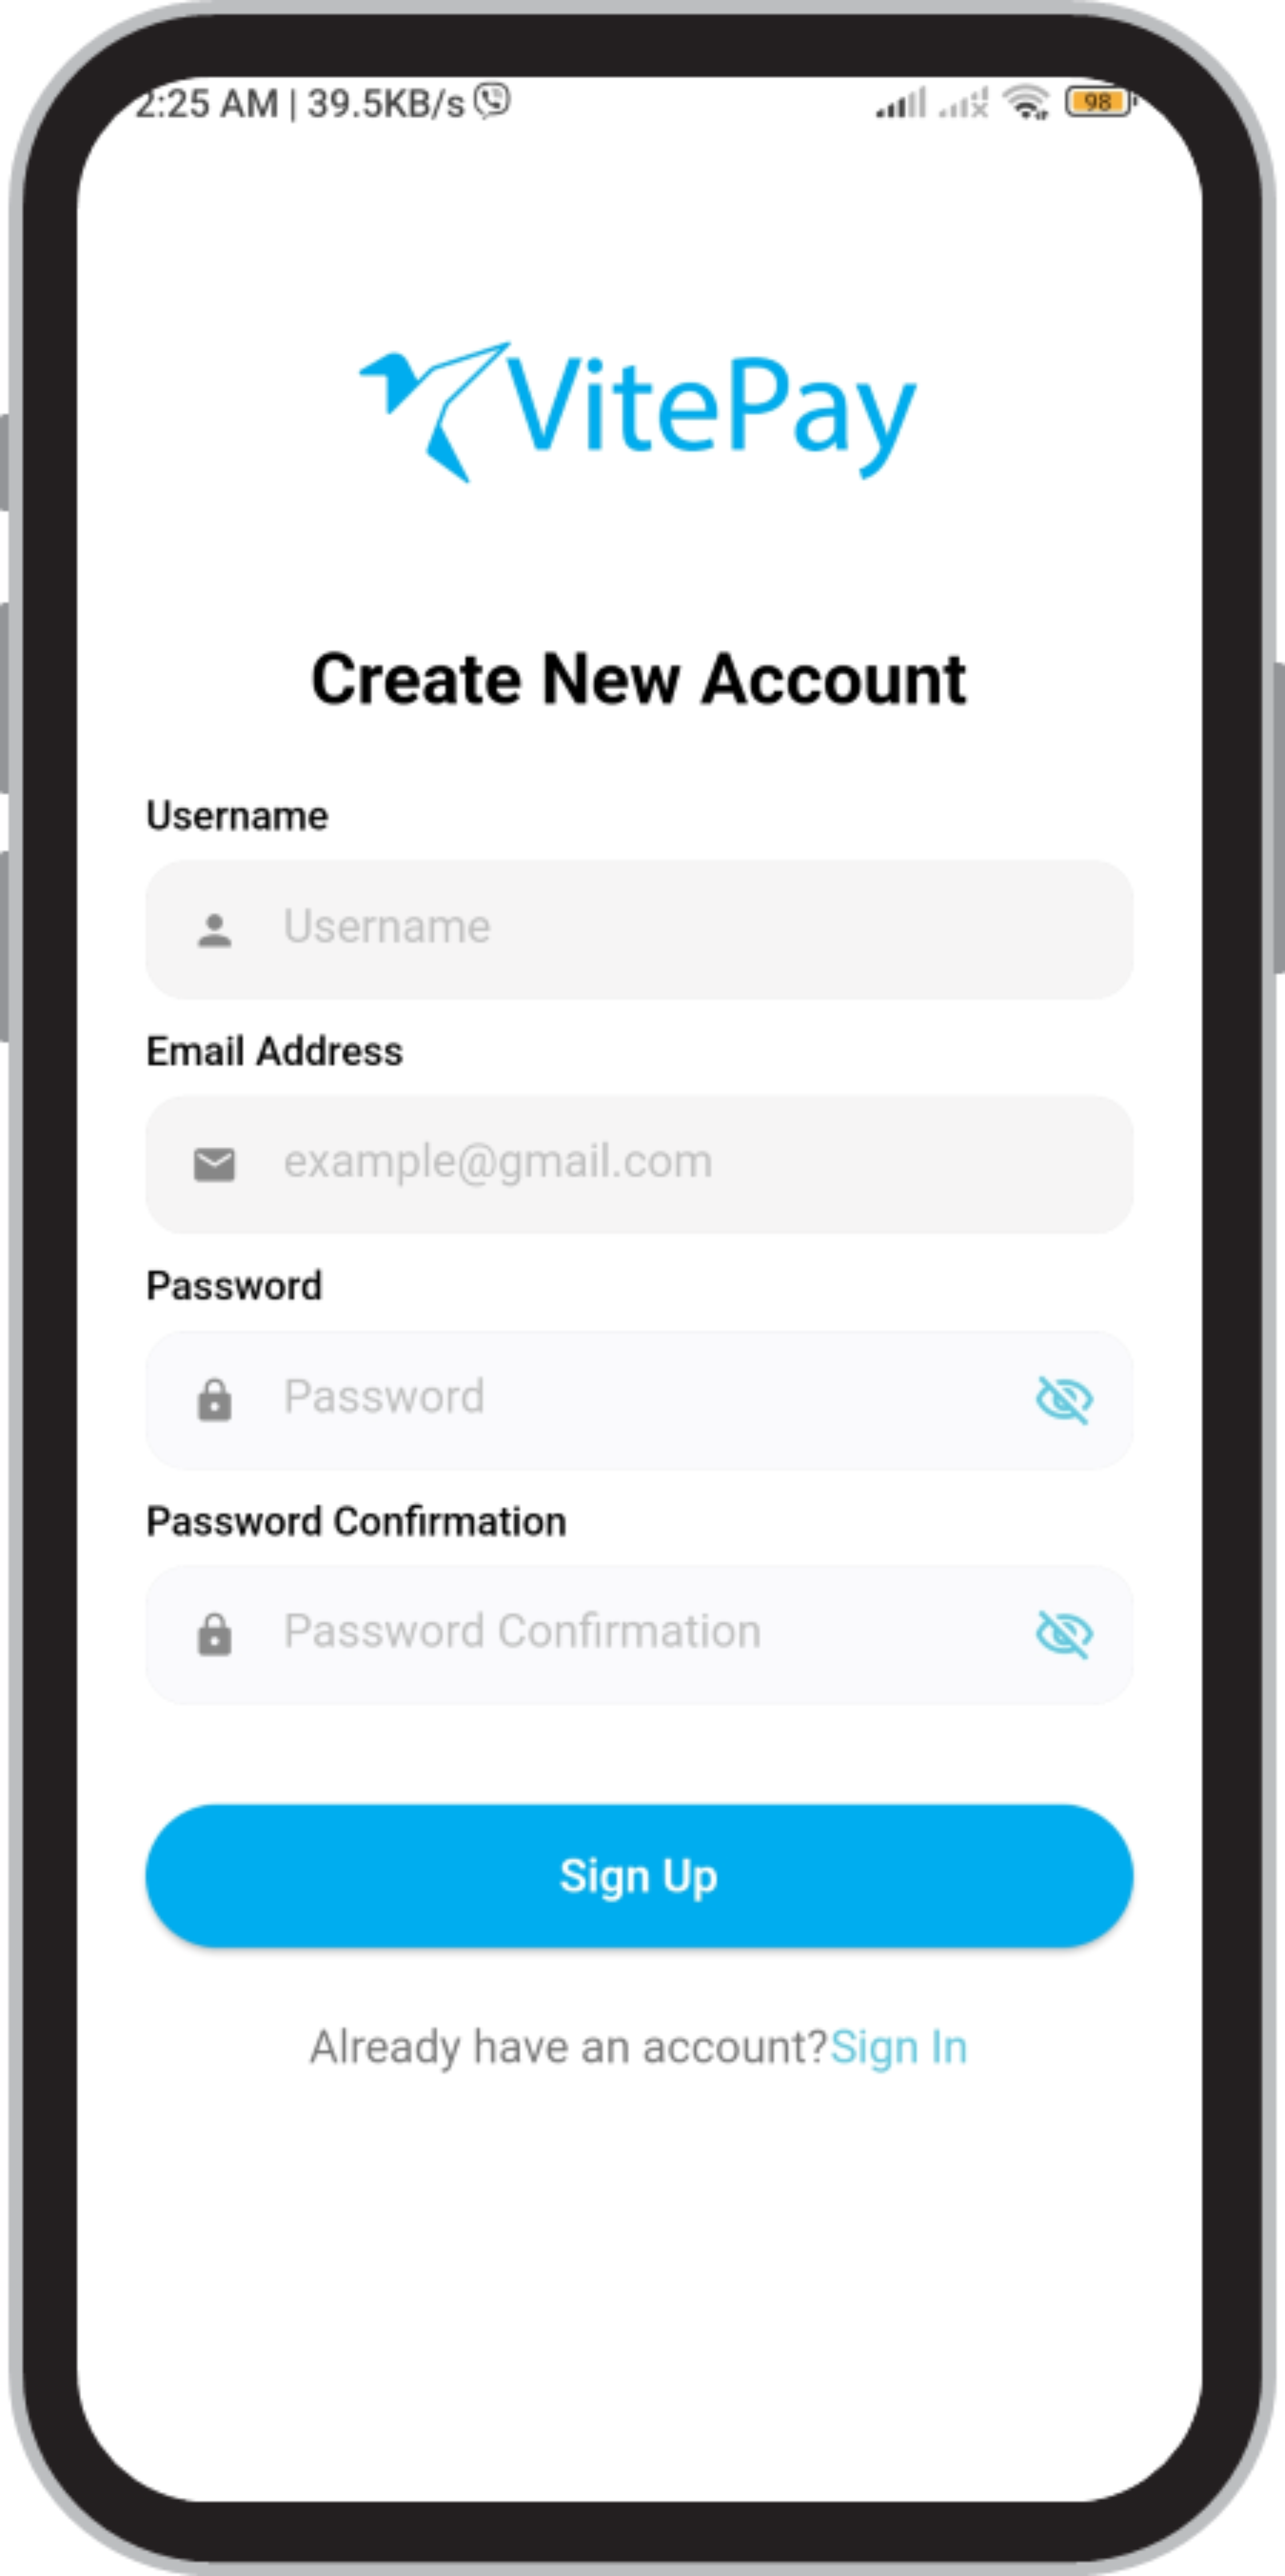 2:25 AM | 39.5KB/s
98
VitePay
Create New Account
Username
Username
Email Address
example@gmail.com
Password
Password
Password Confirmation
Password Confirmation
Sign Up
Already have an account?Sign In